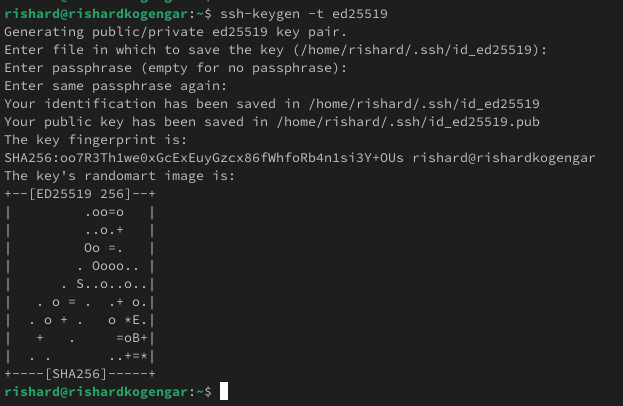 rishard@rishardkogengar:~$ ssh-keygen -t ed25519
Generating public/private ed25519 key pair.
Enter file in which to save the key (/home/rishard/.ssh/id_ed25519):
Enter passphrase (empty for no passphrase):
Enter same passphrase again:
Your identification has been saved in /home/rishard/.ssh/id_ed25519
Your public key has been saved in /home/rishard/.ssh/id_ed25519.pub
The key fingerprint is:
SHA256:oo7R3Th1we0xGcExEuyGzcx86fWhfoRb4n1si3Y+OUs rishard@rishardkogengar
The key's randomart image is:
+--[ED25519 256]--+
|         .oo=o   |
|         ..o.+   |
|         Oo =.   |
|        . Oooo.. |
|      . S..o..o..|
|   . o = .  .+ o.|
|  . o + .   o *E.|
|   +   .     =oB+|
|  . .       ..+=*|
+----[SHA256]-----+
rishard@rishardkogengar:~$